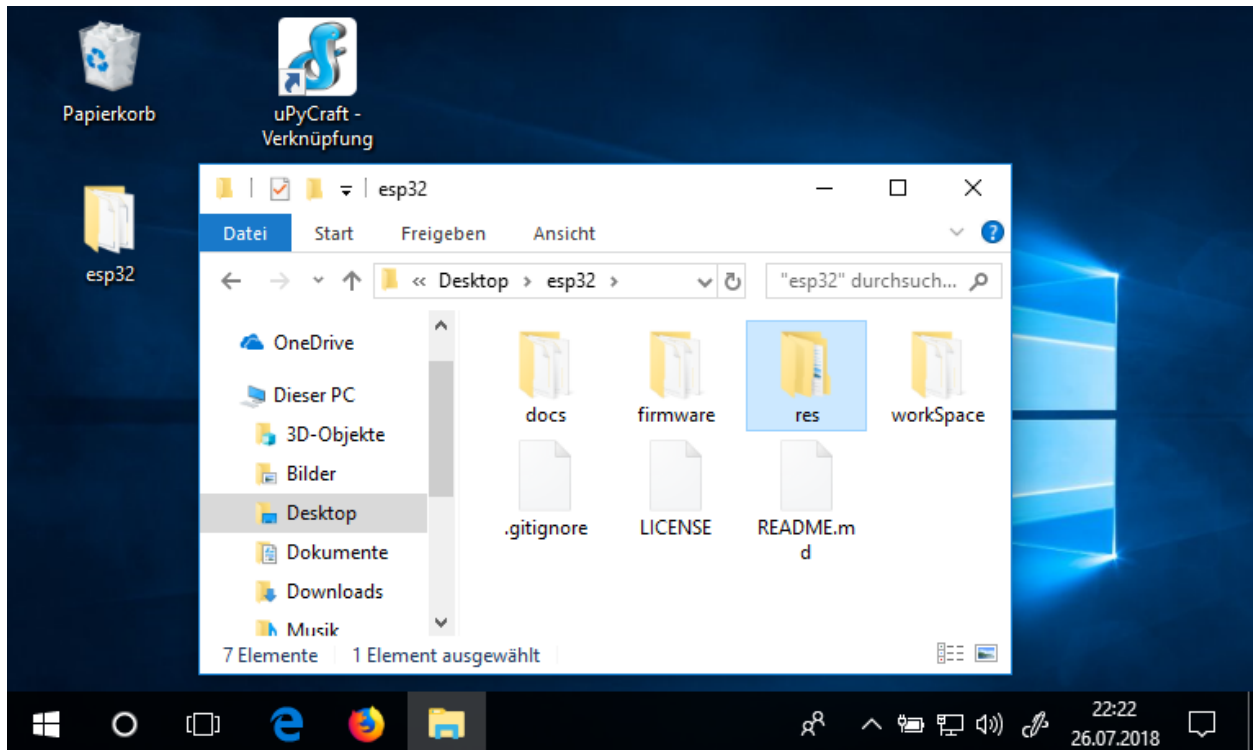 Papierkorb
uPyCraft -
Verknüpfung
esp32
esp32
Datei Start Freigeben Ansicht
« Desktop > esp32 > "esp32" durchsuch...
OneDrive
Dieser PC
3D-Objekte
Bilder
Desktop
Dokumente
Downloads
Musik
docs firmware res workSpace
.gitignore LICENSE README.m
d
7 Elemente 1 Element ausgewählt
22:22
26.07.2018